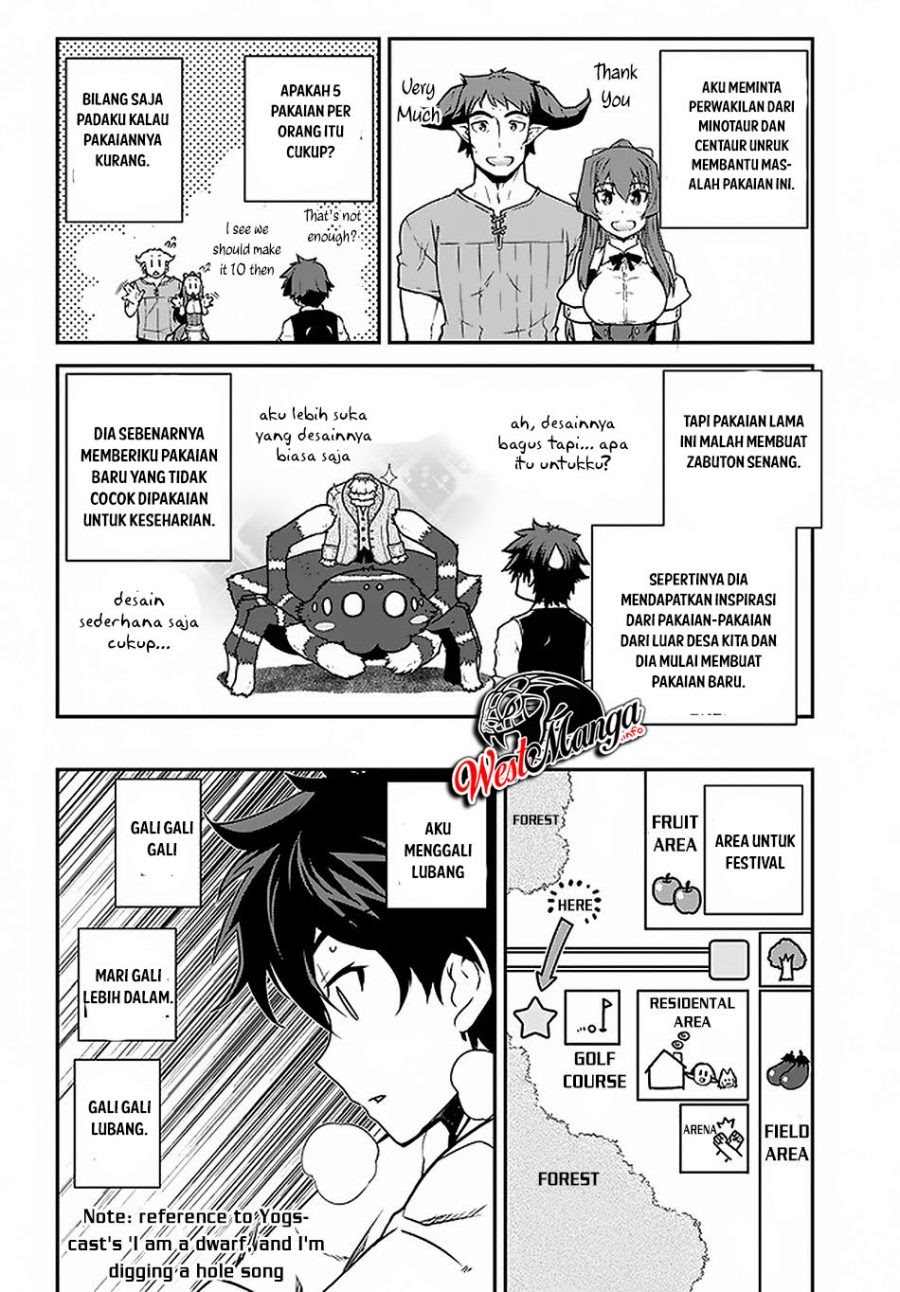 AKU MEMINTA
PERWAKILAN DARI
MINOTAUR DAN
CENTAUR UNRUK
MEMBANTU MAS-
ALAH PAKAIAN INI.
Thank
You
Very
Much
APAKAH 5
PAKAIAN PER
ORANG ITU
CUKUP?
BILANG SAJA
PADAKU KALAU
PAKAIANNYA
KURANG.
That's not
enough?
I see we
should make
it 10 then
TAPI PAKAIAN LAMA
INI MALAH MEMBUAT
ZABUTON SENANG.
SEPERTINYA DIA
MENDAPATKAN INSPIRASI
DARI PAKAIAN-PAKAIAN
DARI LUAR DESA KITA DAN
DIA MULAI MEMBUAT
PAKAIAN BARU.
ah, desainnya
bagus tapi... apa
itu untukku?
aku lebih suka
yang desainnya
biasa saja
DIA SEBENARNYA
MEMBERIKU PAKAIAN
BARU YANG TIDAK
COCOK DIPAKAIAN
UNTUK KESEHARIAN.
desain
sederhana saja
cukup...
WestManga
.info
AREA UNTUK
FESTIVAL
FRUIT
AREA
FOREST
HERE
RESIDENTAL
AREA
GOLF
COURSE
ARENA
FIELD
AREA
FOREST
AKU
MENGGALI
LUBANG
GALI GALI
GALI
MARI GALI
LEBIH DALAM.
GALI GALI
LUBANG.
Note: reference to Yogs-
cast's 'I am a dwarf, and I'm
digging a hole song